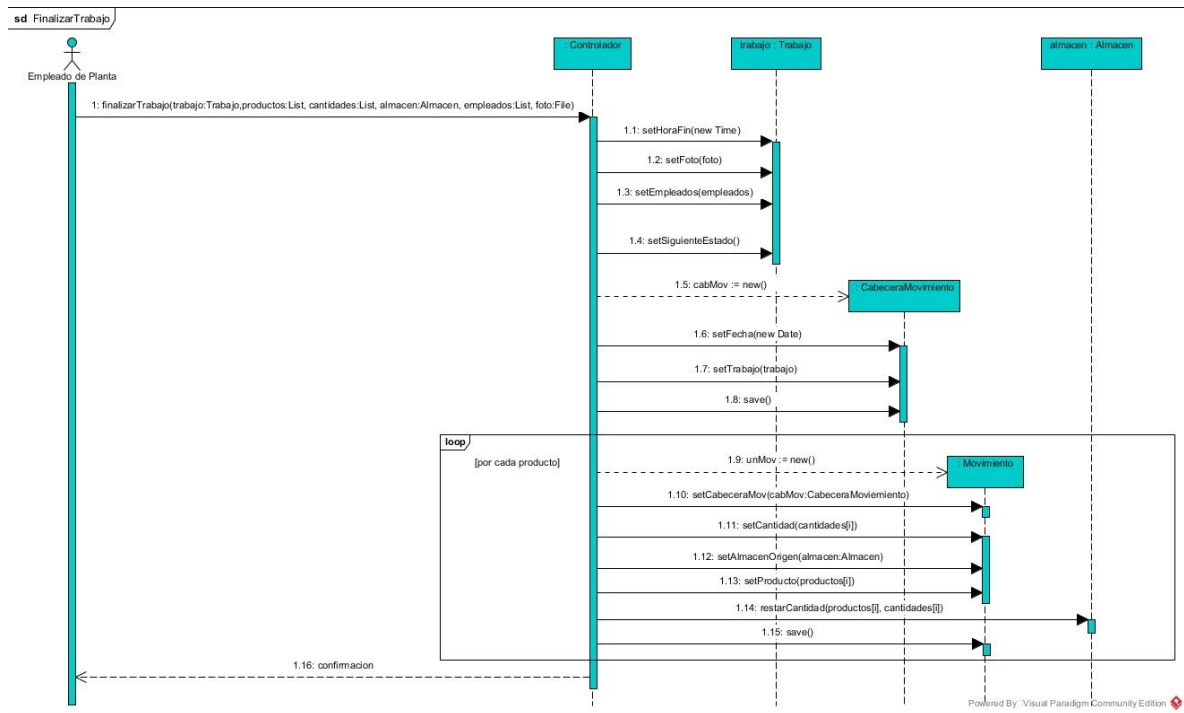 sd FinalizarTrabajo
: Controlador
trabajo : Trabajo
almacen : Almacen
Empleado de Planta
1: finalizarTrabajo(trabajo:Trabajo,productos:List, cantidades:List, almacen:Almacen, empleados:List, foto:File)
1.1: setHoraFin(new Time)
1.2: setFoto(foto)
1.3: setEmpleados(empleados)
1.4: setSiguienteEstado()
1.5: cabMov := new()
: CabeceraMovimiento
1.6: setFecha(new Date)
1.7: setTrabajo(trabajo)
1.8: save()
loop
[por cada producto]
1.9: unMov := new()
: Movimiento
1.10: setCabeceraMov(cabMov:CabeceraMoviemiento)
1.11: setCantidad(cantidades[i])
1.12: setAlmacenOrigen(almacen:Almacen)
1.13: setProducto(productos[i])
1.14: restarCantidad(productos[i], cantidades[i])
1.15: save()
1.16: confirmacion
Powered By Visual Paradigm Community Edition